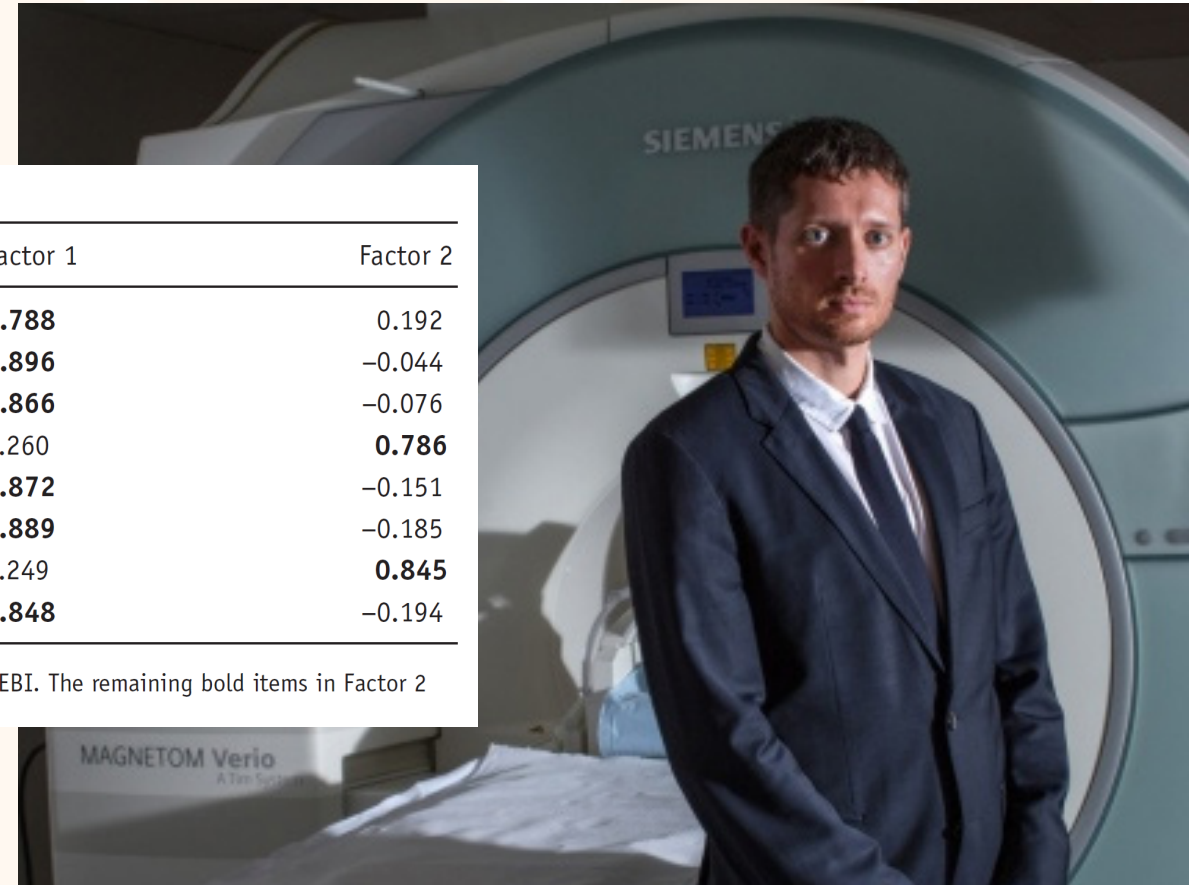 SIEMENS
actor 1 Factor 2
.788 0.192
.896 –0.044
.866 –0.076
.260 0.786
.872 –0.151
.889 –0.185
.249 0.845
.848 –0.194
EBI. The remaining bold items in Factor 2
MAGNETOM Verio
A Tim System